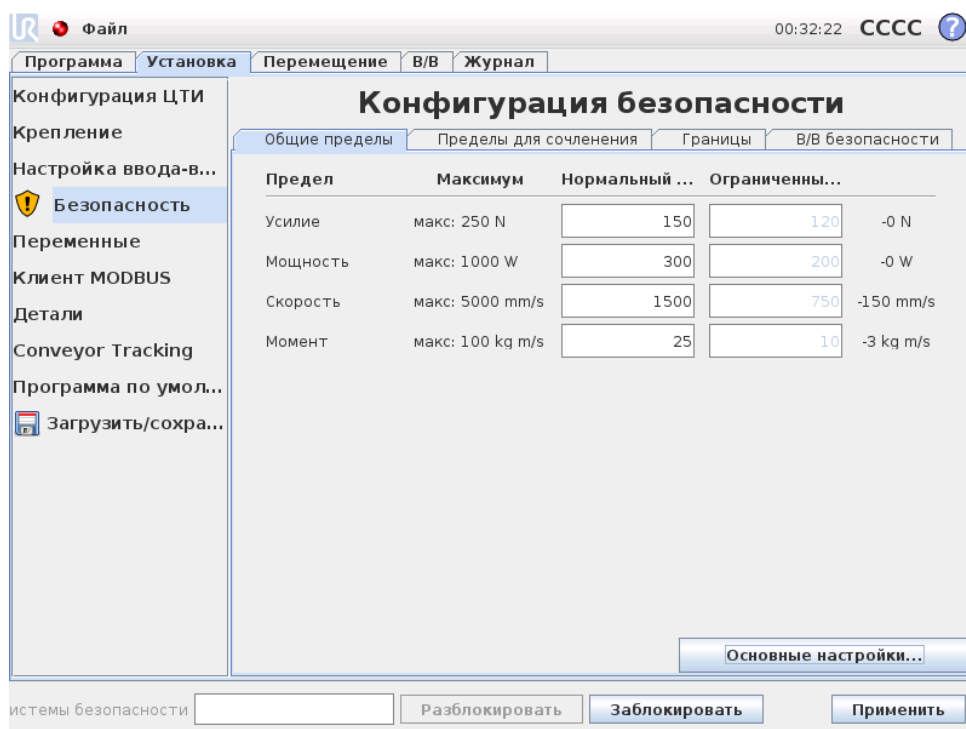 UR Файл 00:32:22 CCCC ?
Программа Установка Перемещение В/В Журнал
Конфигурация ЦТИ
Крепление
Настройка ввода-в...
Безопасность
Переменные
Клиент MODBUS
Детали
Conveyor Tracking
Программа по умол...
Загрузить/сохра...
Конфигурация безопасности
Общие пределы Пределы для сочленения Границы В/В безопасности
Предел Максимум Нормальный ... Ограниченны...
Усилие макс: 250 N 150 120 -0 N
Мощность макс: 1000 W 300 200 -0 W
Скорость макс: 5000 mm/s 1500 750 -150 mm/s
Момент макс: 100 kg m/s 25 10 -3 kg m/s
Основные настройки...
истемы безопасности Разблокировать Заблокировать Применить